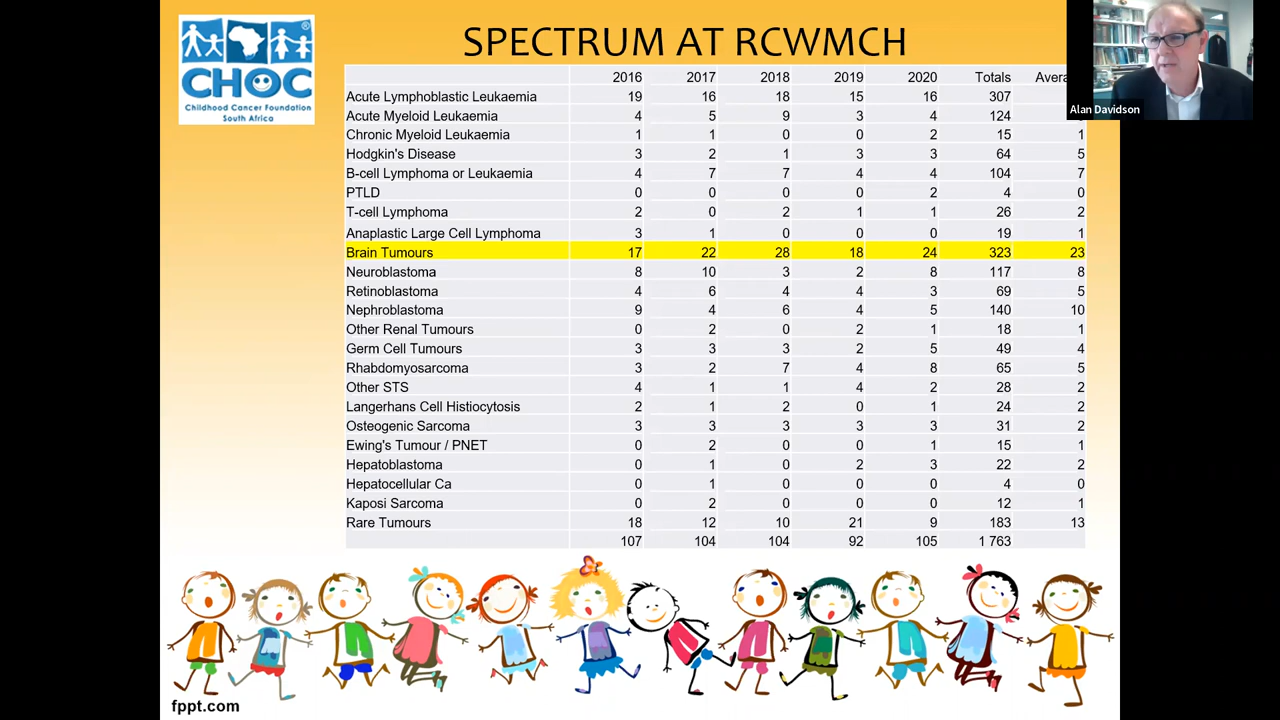 CHOC
Childhood Cancer Foundation
South Africa
SPECTRUM AT RCWMCH
Alan Davidson
2016 2017 2018 2019 2020 Totals
Acute Lymphoblastic Leukaemia 19 16 18 15 16 307
Acute Myeloid Leukaemia 4 5 9 3 4 124
Chronic Myeloid Leukaemia 1 1 0 0 2 15 1
Hodgkin's Disease 3 2 1 3 3 64 5
B-cell Lymphoma or Leukaemia 4 7 7 4 4 104 7
PTLD 0 0 0 0 2 4 0
T-cell Lymphoma 2 0 2 1 1 26 2
Anaplastic Large Cell Lymphoma 3 1 0 0 0 19 1
Brain Tumours 17 22 28 18 24 323 23
Neuroblastoma 8 10 3 2 8 117 8
Retinoblastoma 4 6 4 4 3 69 5
Nephroblastoma 9 4 6 4 5 140 10
Other Renal Tumours 0 2 0 2 1 18 1
Germ Cell Tumours 3 3 3 2 5 49 4
Rhabdomyosarcoma 3 2 7 4 8 65 5
Other STS 4 1 1 4 2 28 2
Langerhans Cell Histiocytosis 2 1 2 0 1 24 2
Osteogenic Sarcoma 3 3 3 3 3 31 2
Ewing's Tumour / PNET 0 2 0 0 1 15 1
Hepatoblastoma 0 1 0 2 3 22 2
Hepatocellular Ca 0 1 0 0 0 4 0
Kaposi Sarcoma 0 2 0 0 0 12 1
Rare Tumours 18 12 10 21 9 183 13
107 104 104 92 105 1 763
fppt.com